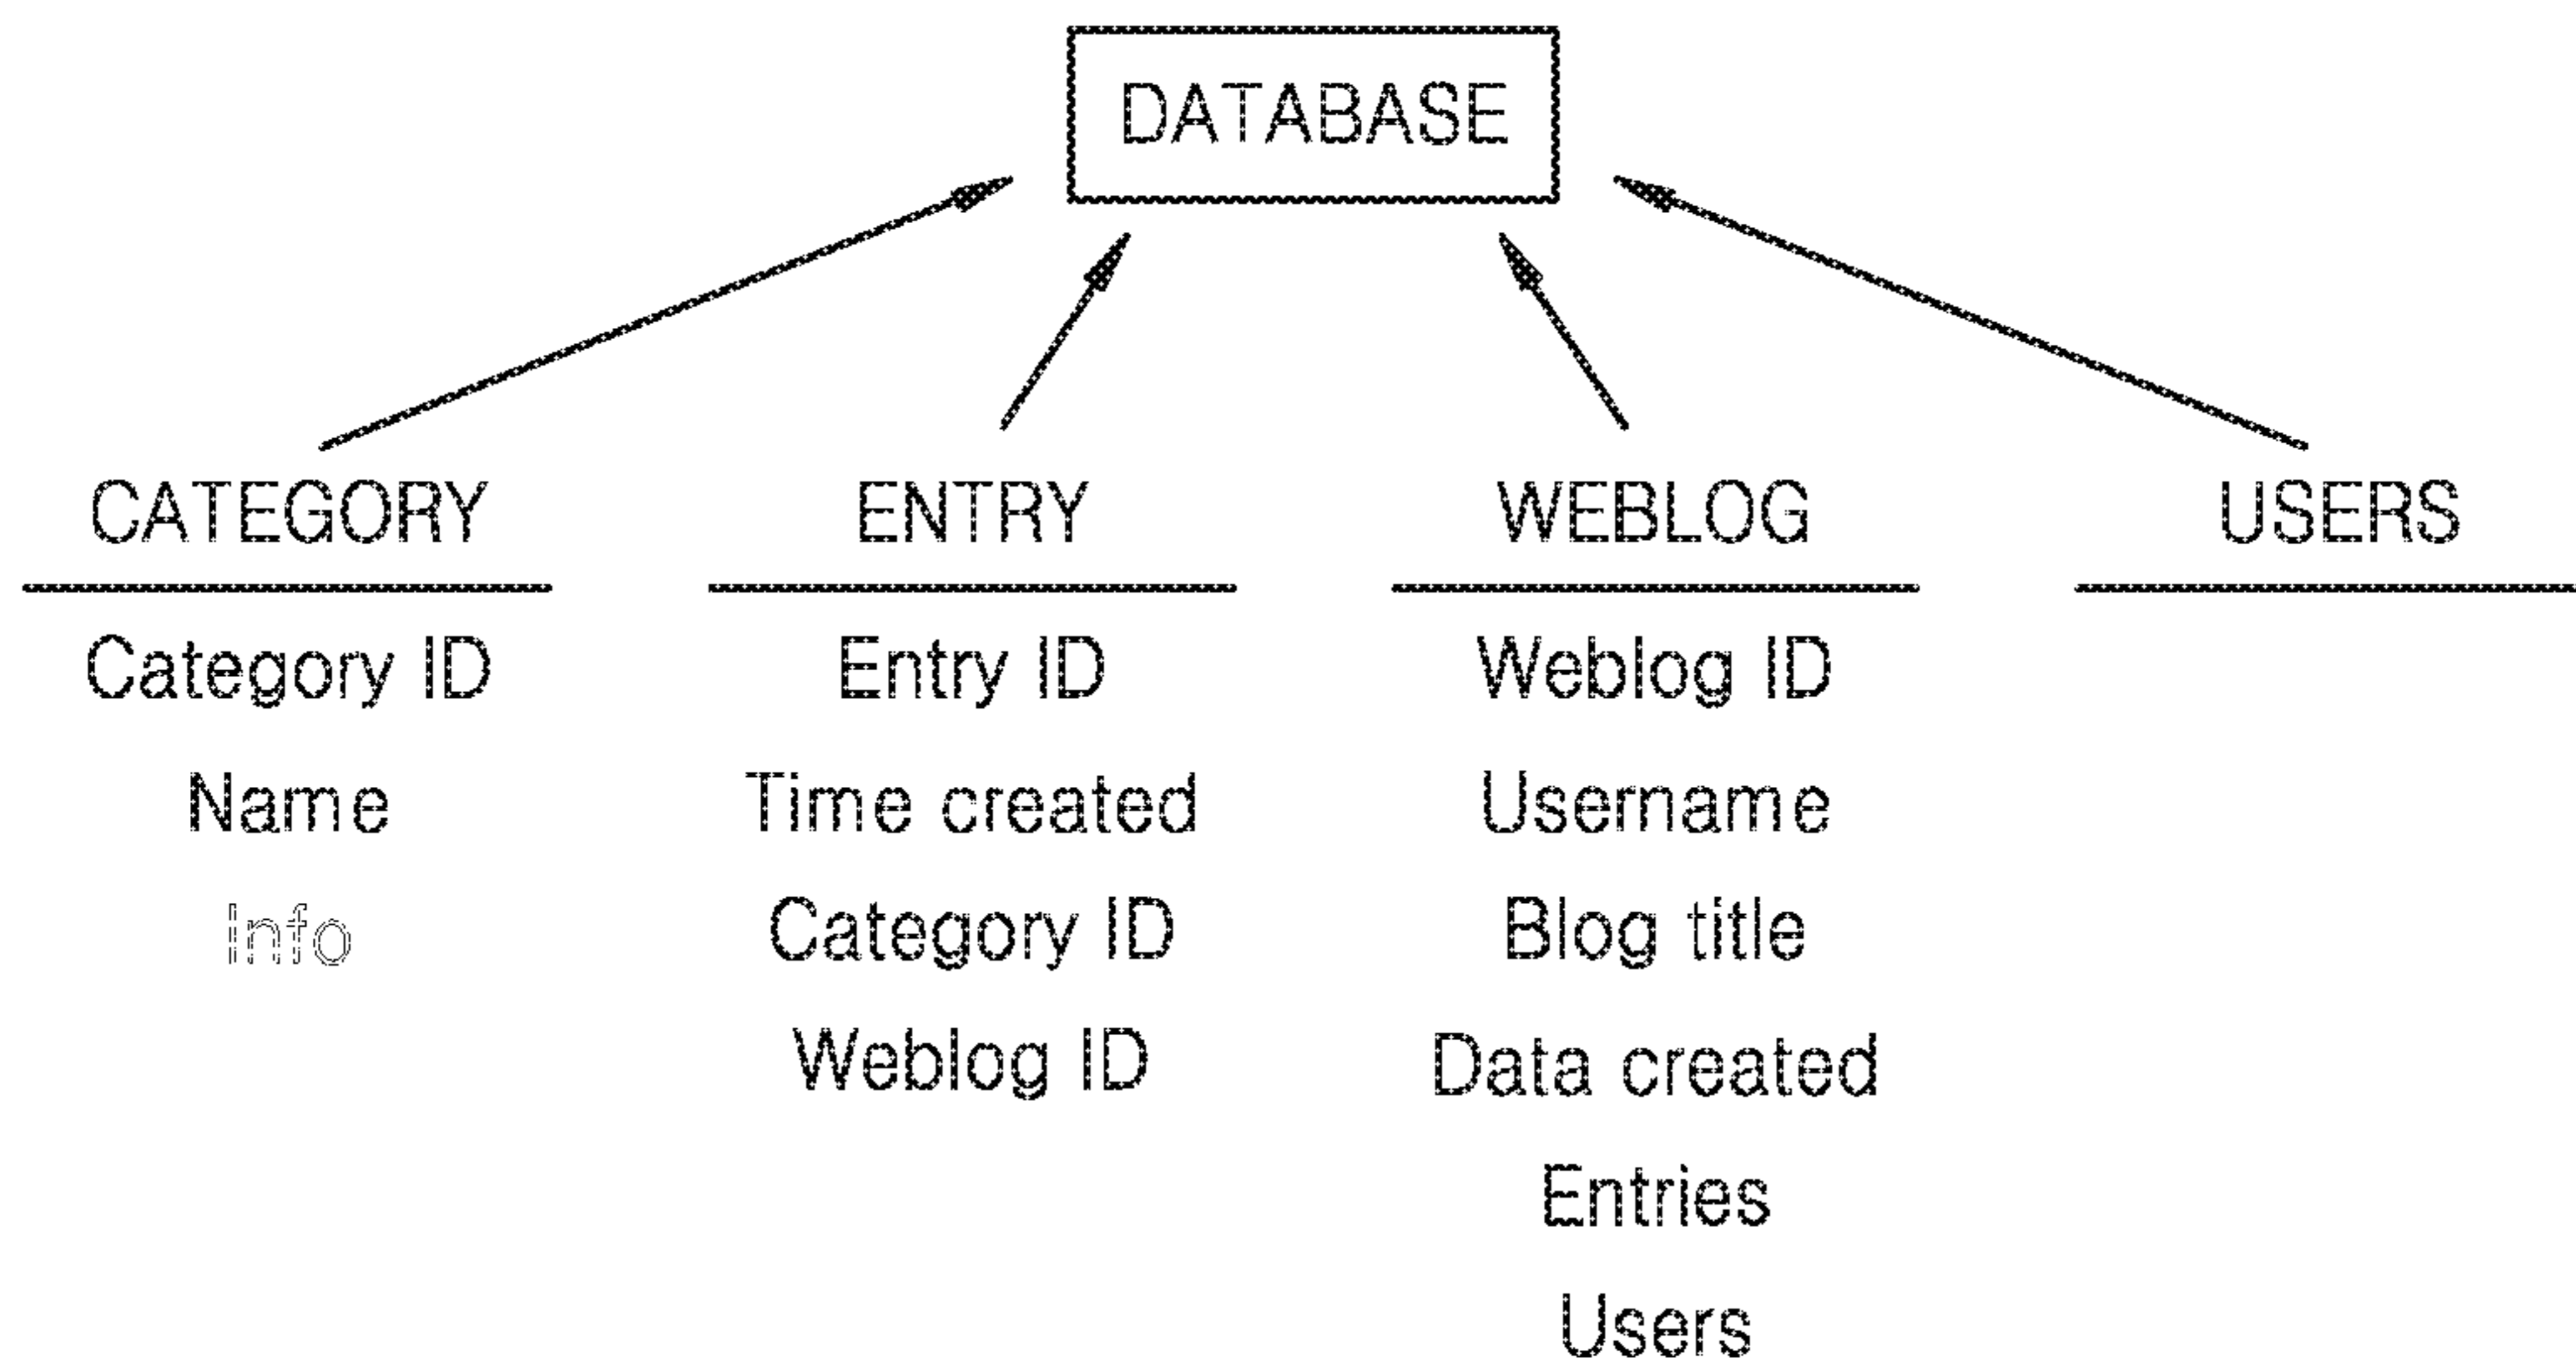 DATABASE
CATEGORY ENTRY WEBLOG USERS
Category ID Entry ID Weblog ID
Name Time created Username
Info Category ID Blog title
Weblog ID Data created
Entries
Users